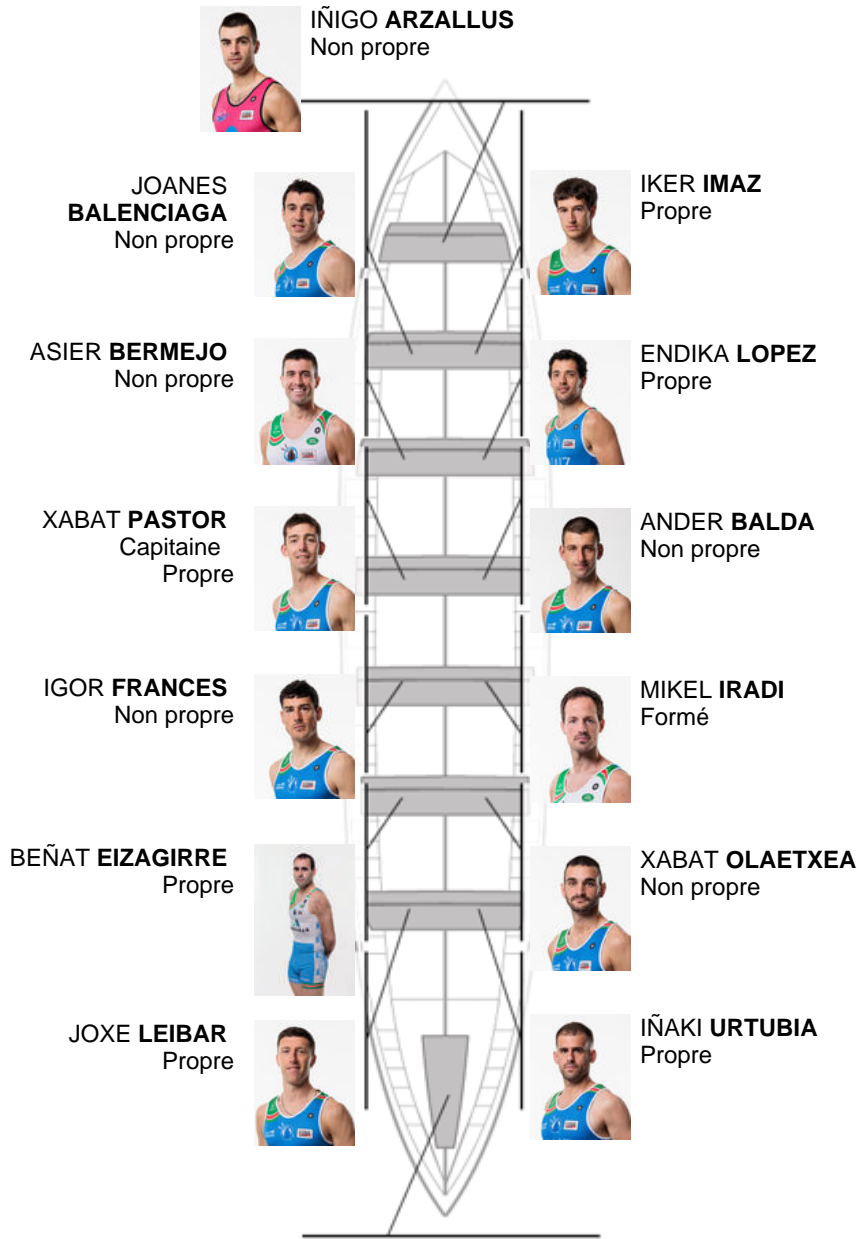 IÑIGO ARZALLUS
Non propre
JOANES
BALENCIAGA
Non propre
IKER IMAZ
Propre
ASIER BERMEJO
Non propre
ENDIKA LOPEZ
Propre
XABAT PASTOR
Capitaine
Propre
ANDER BALDA
Non propre
IGOR FRANCES
Non propre
MIKEL IRADI
Formé
BEÑAT EIZAGIRRE
Propre
XABAT OLAETXEA
Non propre
JOXE LEIBAR
Propre
IÑAKI URTUBIA
Propre